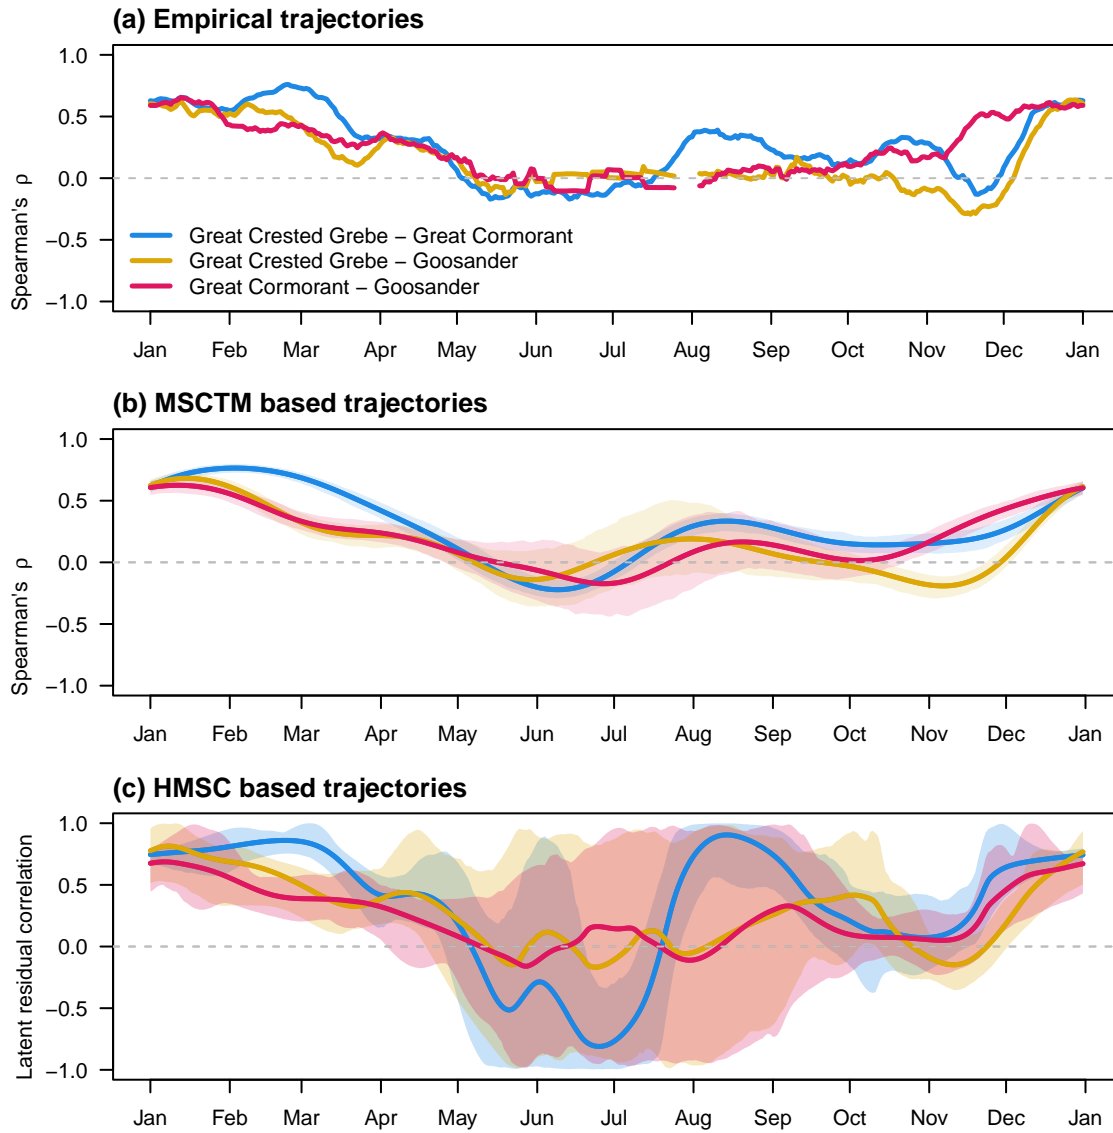 (a) Empirical trajectories
1.0
0.5
0.0
−0.5
−1.0
Spearman's ρ
Great Crested Grebe − Great Cormorant
Great Crested Grebe − Goosander
Great Cormorant − Goosander
Jan Feb Mar Apr May Jun Jul Aug Sep Oct Nov Dec Jan
(b) MSCTM based trajectories
1.0
0.5
0.0
−0.5
−1.0
Spearman's ρ
Jan Feb Mar Apr May Jun Jul Aug Sep Oct Nov Dec Jan
(c) HMSC based trajectories
1.0
0.5
0.0
−0.5
−1.0
Latent residual correlation
Jan Feb Mar Apr May Jun Jul Aug Sep Oct Nov Dec Jan